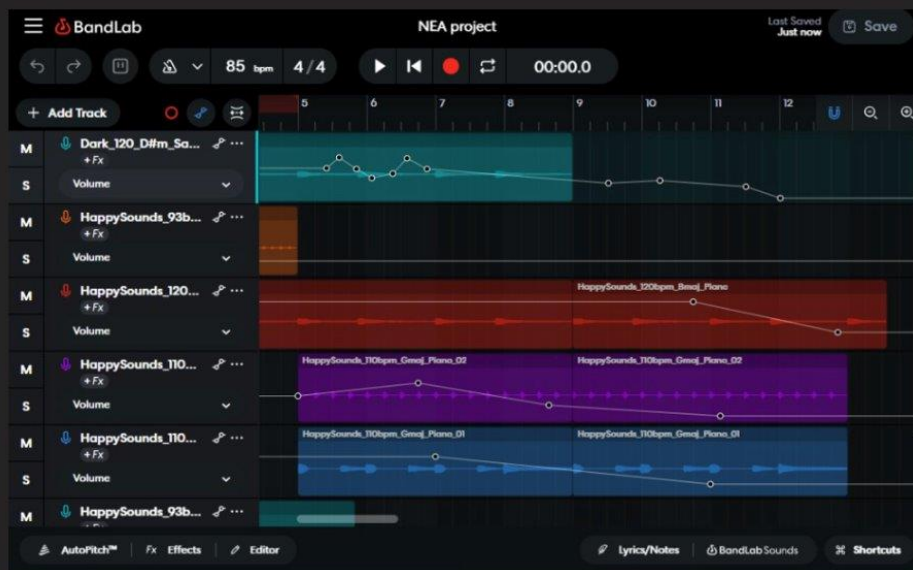 BandLab
NEA project
Last Saved
Just now
Save
85 bpm
4/4
00:00.0
+ Add Track
5 6 7 8 9 10 11 12
M
Dark_120_D#m_Sa...
+Fx
S
Volume
M
HappySounds_93b...
+Fx
S
Volume
M
HappySounds_120...
+Fx
S
Volume
HappySounds_120bpm_Bmaj_Piano
M
HappySounds_110...
+Fx
S
Volume
HappySounds_110bpm_Gmaj_Piano_02
HappySounds_110bpm_Gmaj_Piano_02
M
HappySounds_110...
+Fx
S
Volume
HappySounds_110bpm_Gmaj_Piano_01
HappySounds_110bpm_Gmaj_Piano_01
M
HappySounds_93b...
AutoPitch™
Fx Effects
Editor
Lyrics/Notes
BandLab Sounds
⌘ Shortcuts